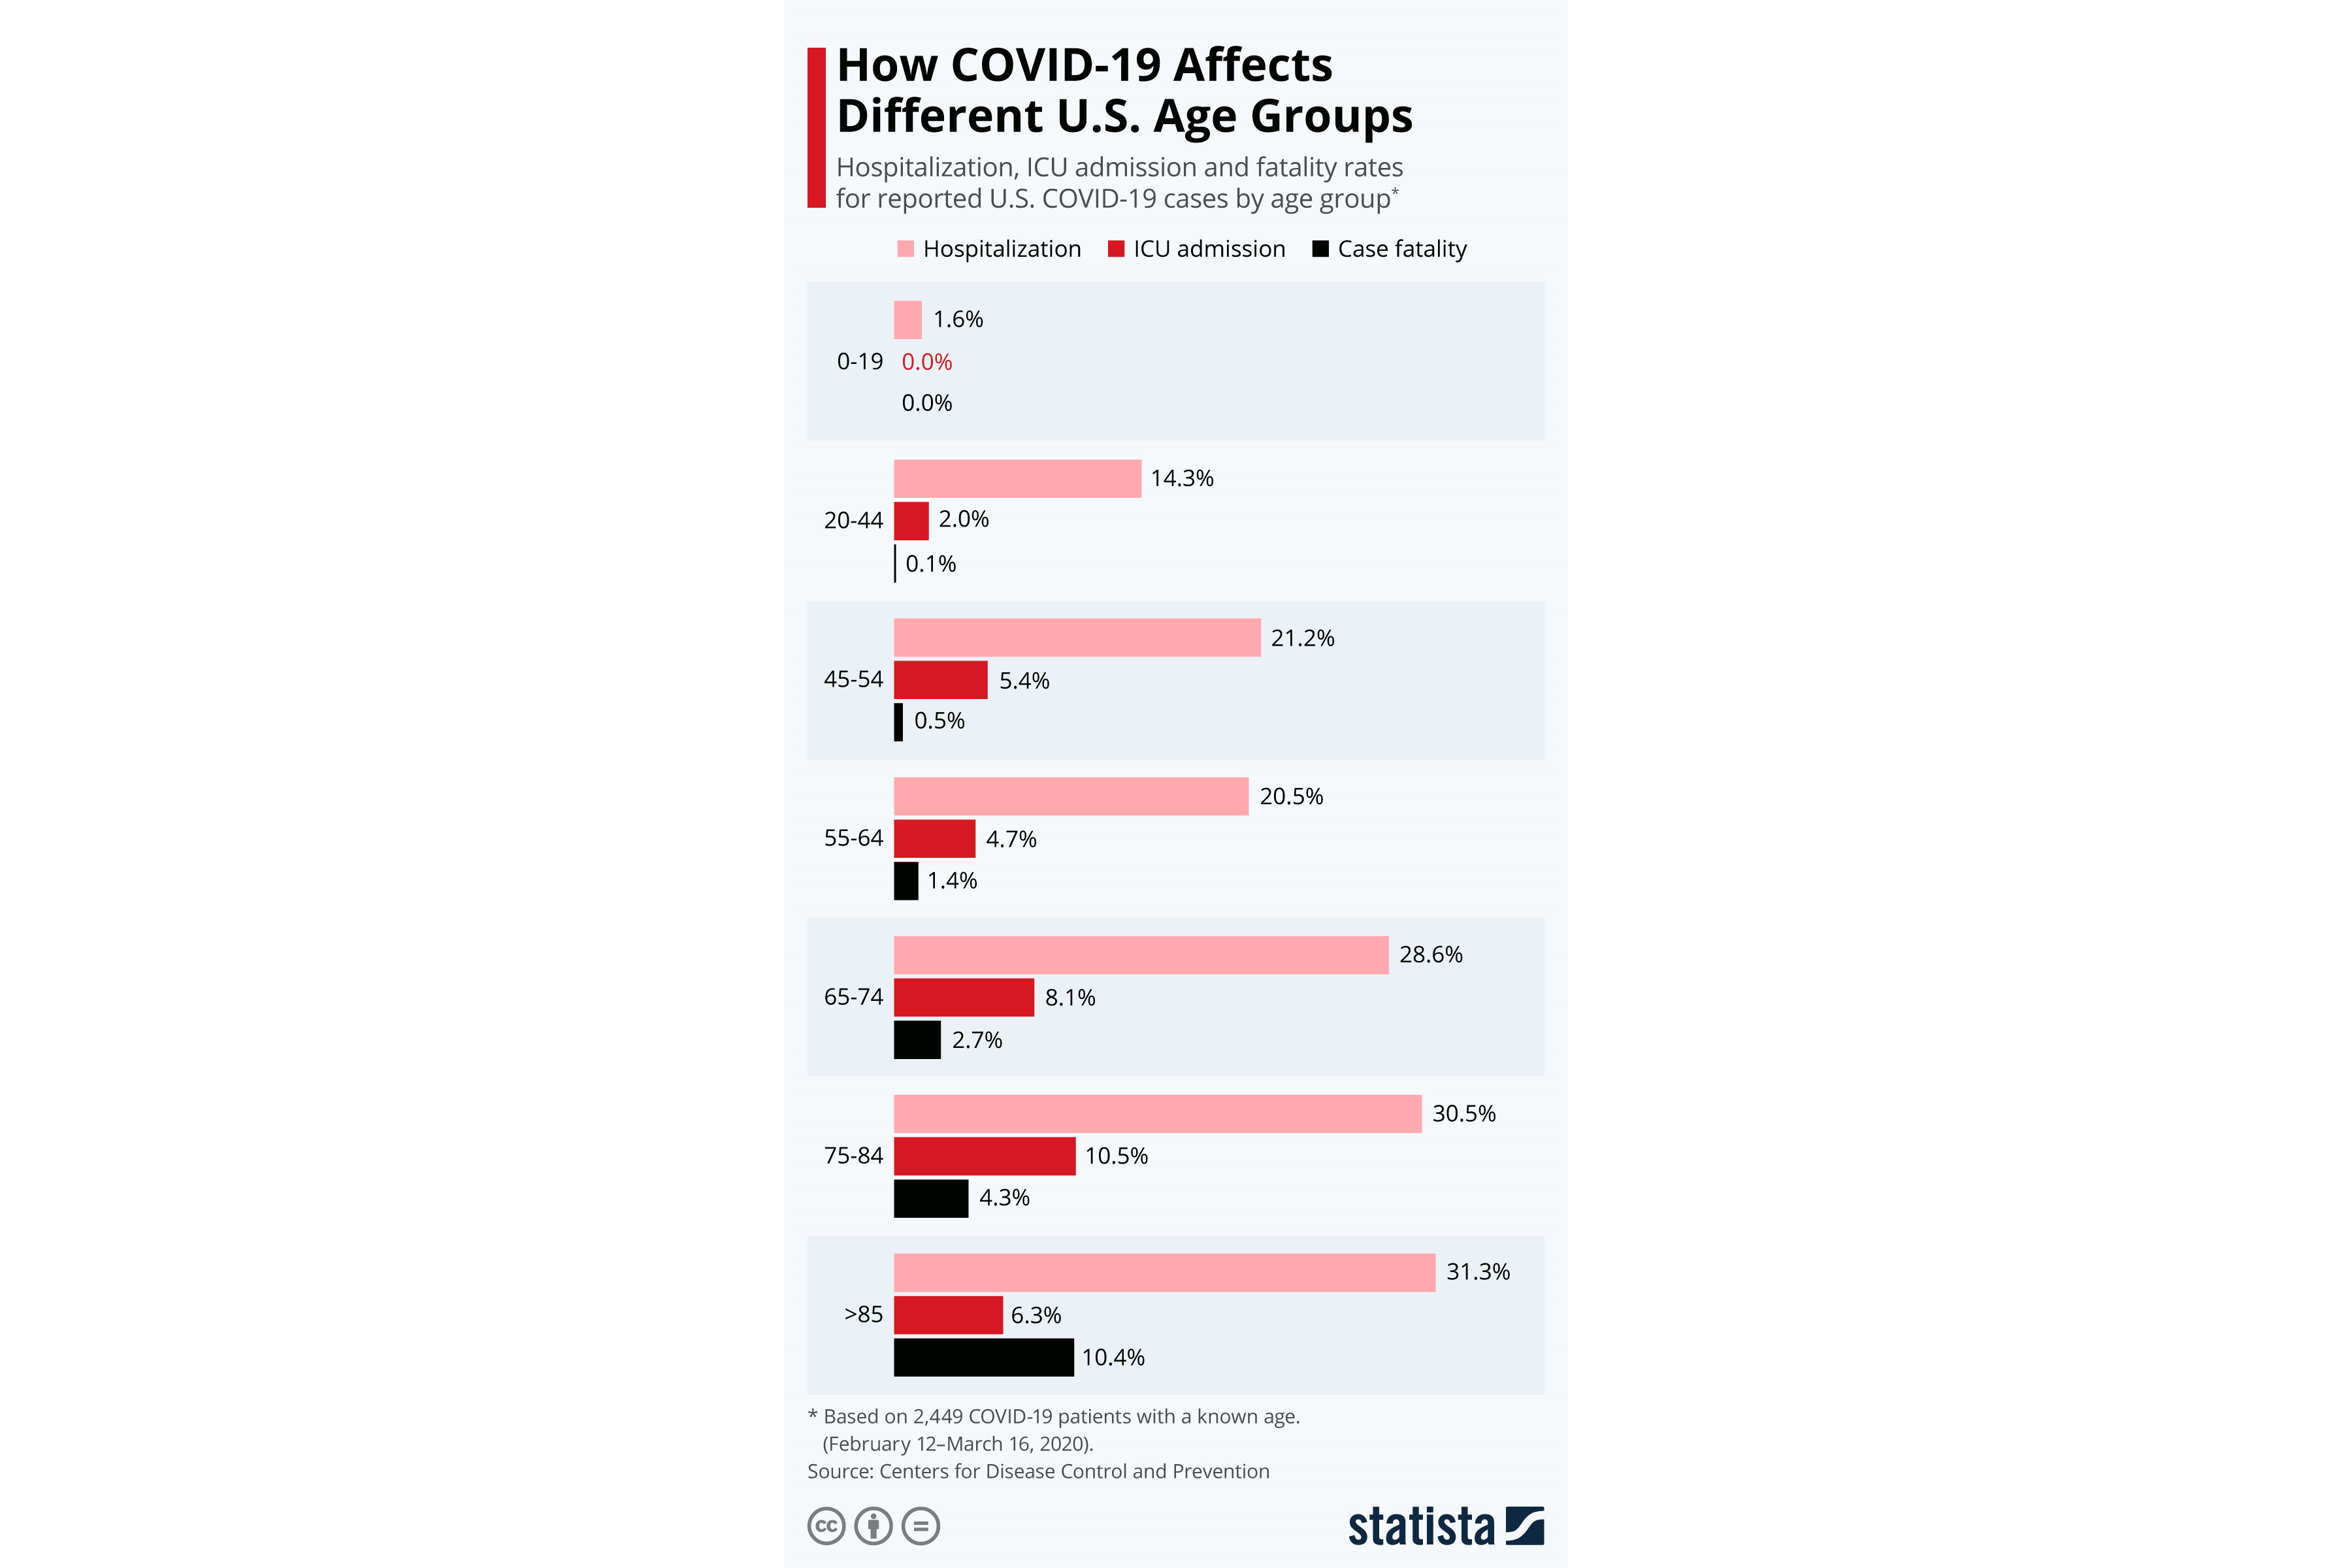 How COVID-19 Affects
Different U.S. Age Groups
Hospitalization, ICU admission and fatality rates
for reported U.S. COVID-19 cases by age group*
Hospitalization ICU admission Case fatality
1.6%
0-19 0.0%
0.0%
14.3%
20-44 2.0%
0.1%
21.2%
45-54 5.4%
0.5%
20.5%
55-64 4.7%
1.4%
28.6%
65-74 8.1%
2.7%
30.5%
75-84 10.5%
4.3%
31.3%
>85 6.3%
10.4%
* Based on 2,449 COVID-19 patients with a known age.
(February 12–March 16, 2020).
Source: Centers for Disease Control and Prevention
cc = statista